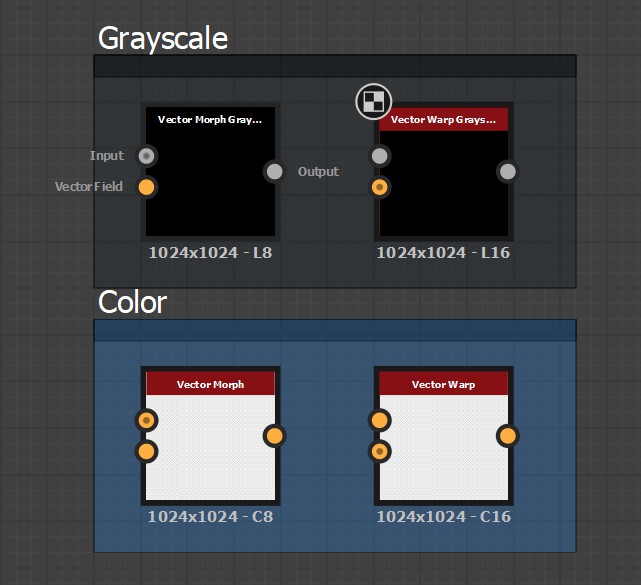 Grayscale
Vector Morph Gray...
Vector Warp Grays...
Input
Vector Field
Output
1024x1024 - L8
1024x1024 - L16
Color
Vector Morph
Vector Warp
1024x1024 - C8
1024x1024 - C16